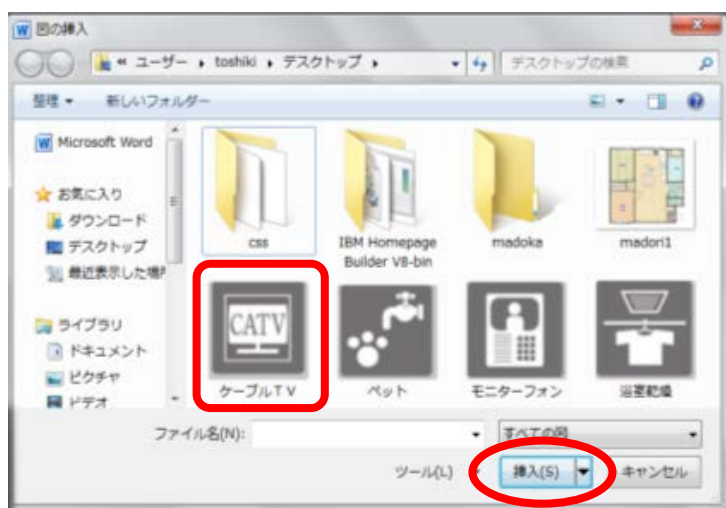 図の挿入
« ユーザー ▸ toshiki ▸ デスクトップ ▸
デスクトップの検索
整理 ▼ 新しいフォルダー
Microsoft Word
お気に入り
ダウンロード
デスクトップ
最近表示した場所
ライブラリ
ドキュメント
ピクチャ
ビデオ
css
IBM Homepage
Builder V8-bin
madoka
madori1
CATV
ケーブルTV
ペット
モニターフォン
浴室乾燥
ファイル名(N):
すべての図
ツール(L)
挿入(S)
キャンセル